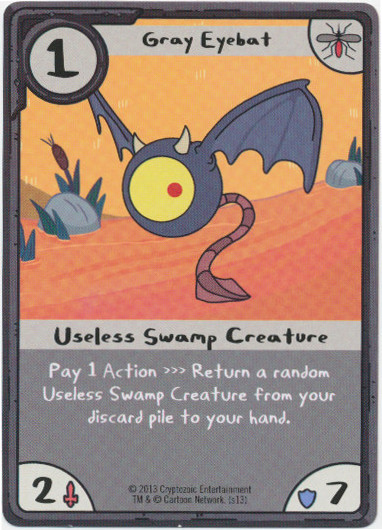 1
Gray Eyebat
Useless Swamp Creature
Pay 1 Action >>> Return a random
Useless Swamp Creature from your
discard pile to your hand.
2
© 2013 Cryptozoic Entertainment
TM & © Cartoon Network. (s13)
7